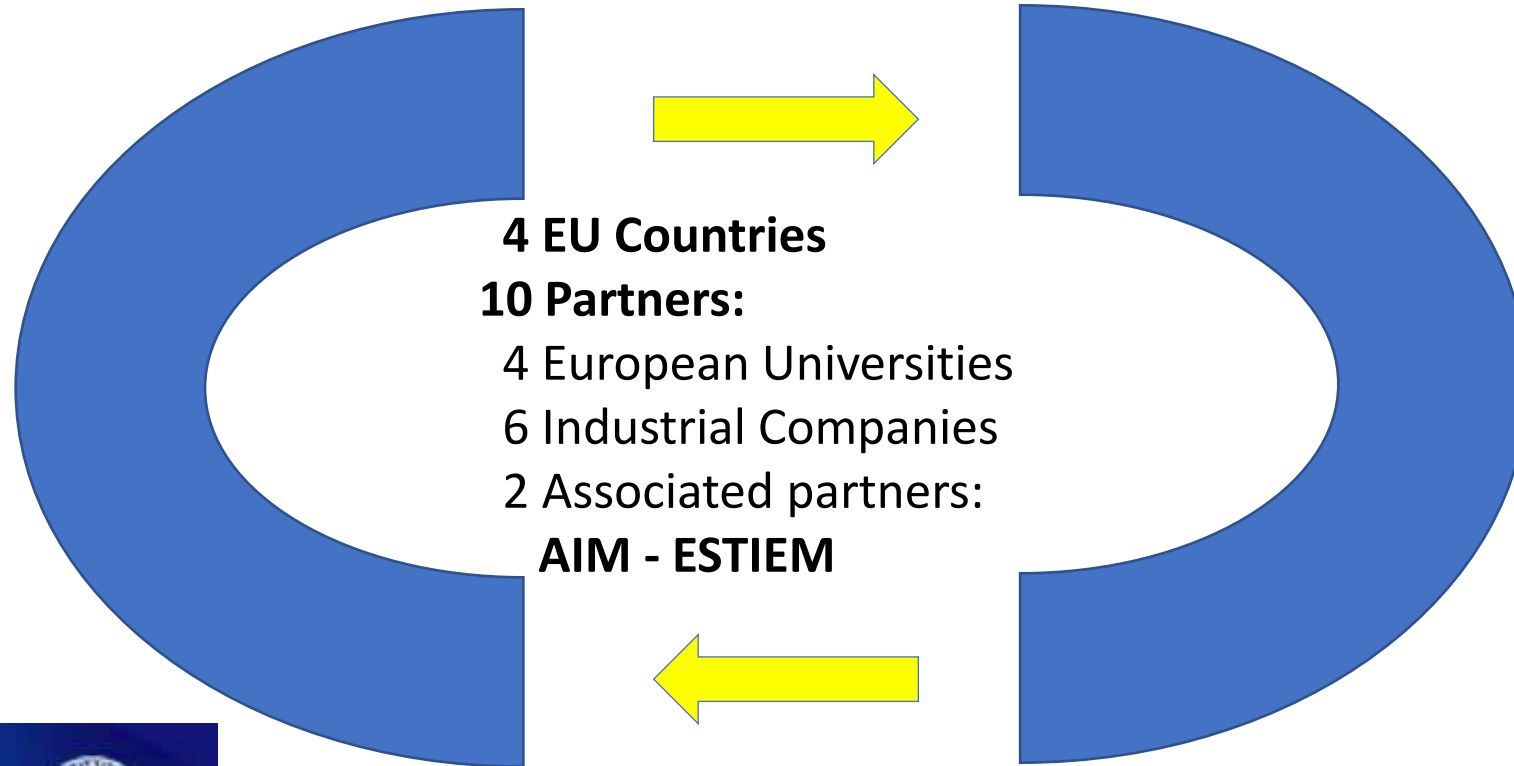 4 EU Countries
10 Partners:
4 European Universities
6 Industrial Companies
2 Associated partners:
AIM - ESTIEM